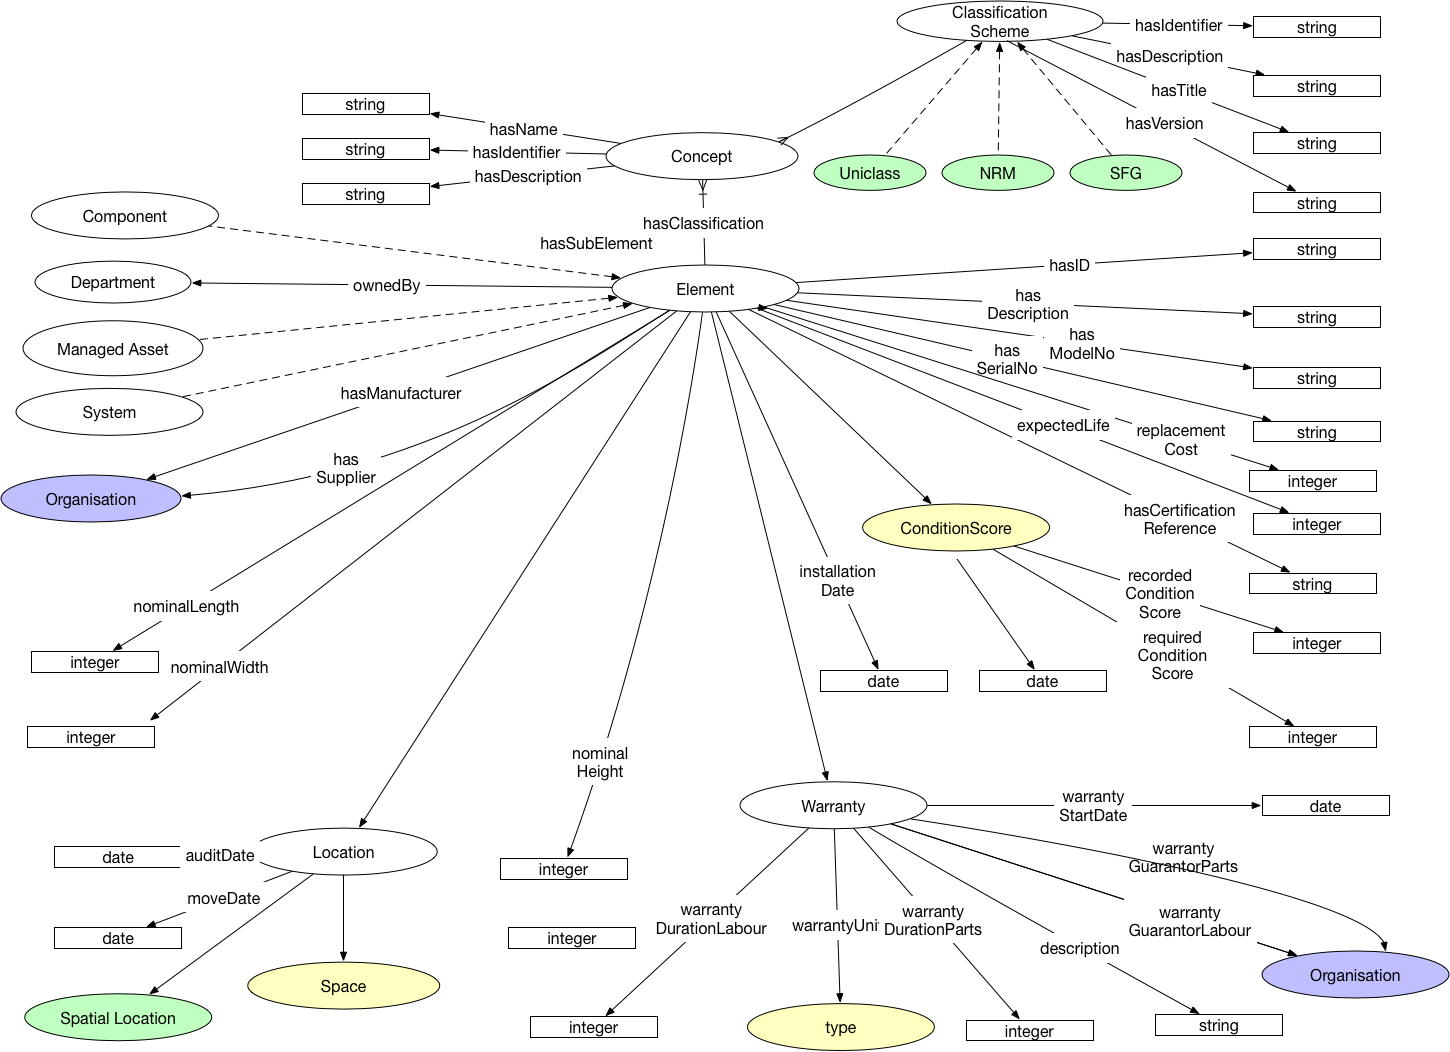 Classification
Scheme
hasIdentifier
string
hasDescription
string
hasTitle
string
hasVersion
string
string
hasName
string
hasIdentifier
string
hasDescription
Concept
Uniclass
NRM
SFG
Component
hasClassification
hasSubElement
string
hasID
Department
ownedBy
Element
has
Description
string
Managed Asset
has
ModelNo
has
SerialNo
string
System
hasManufacturer
expectedLife
replacement
Cost
string
has
Supplier
integer
Organisation
hasCertification
Reference
integer
ConditionScore
installation
Date
recorded
Condition
Score
string
nominalLength
required
Condition
Score
integer
integer
nominalWidth
date
date
integer
integer
nominal
Height
Warranty
warranty
StartDate
date
date
auditDate
Location
integer
warranty
GuarantorParts
moveDate
warranty
DurationLabour
warrantyUni
warranty
DurationParts
warranty
GuarantorLabour
date
integer
description
Space
Organisation
Spatial Location
integer
type
integer
string